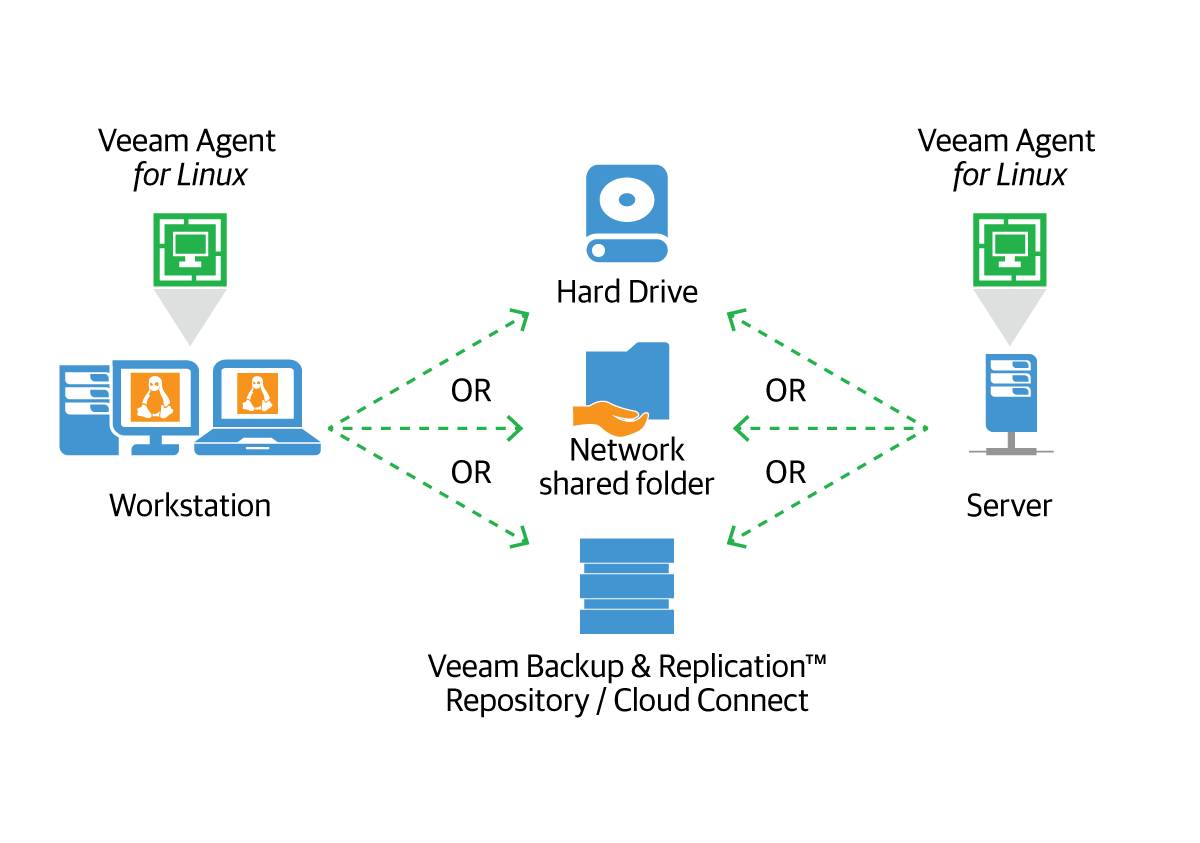 Veeam Agent
for Linux
Veeam Agent
for Linux
Hard Drive
OR
OR
Network
shared folder
OR
OR
Workstation
Server
Veeam Backup & Replication™
Repository / Cloud Connect